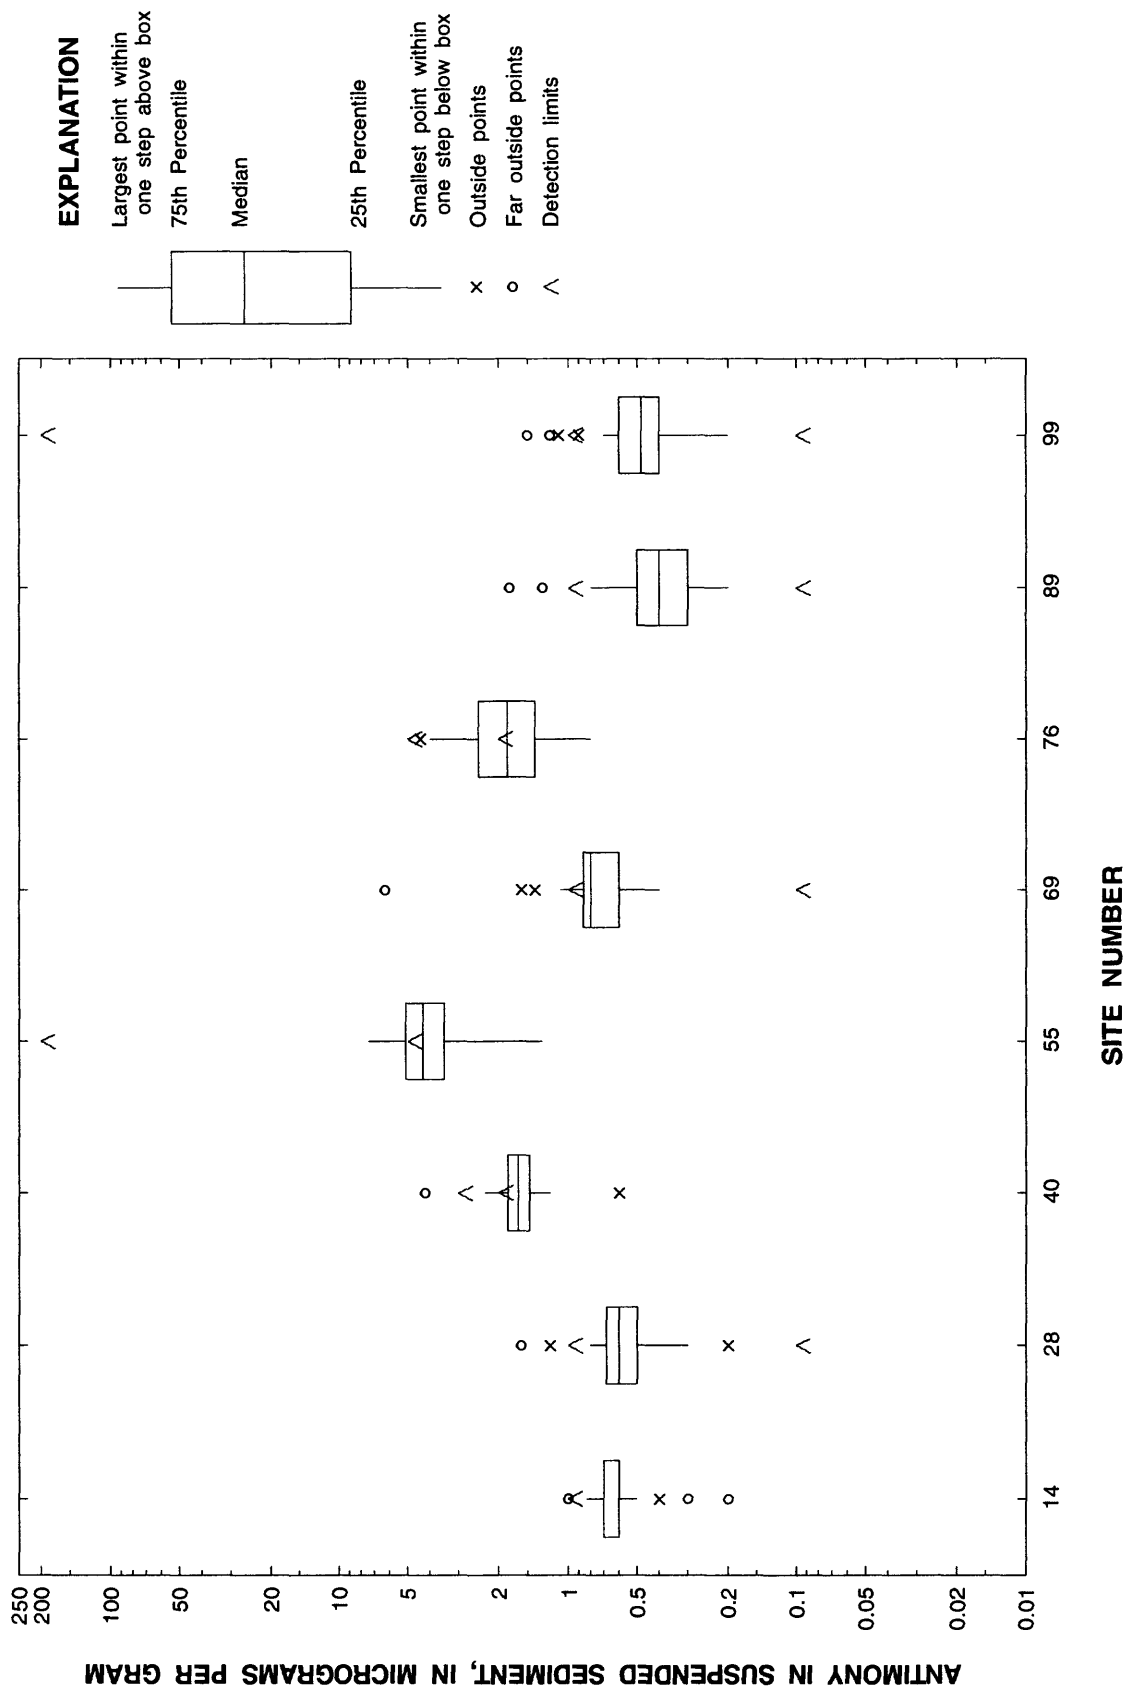 EXPLANATION
Largest point within
one step above box
75th Percentile
Median
25th Percentile
Smallest point within
one step below box
Outside points
Far outside points
Detection limits
ANTIMONY IN SUSPENDED SEDIMENT, IN MICROGRAMS PER GRAM
250
200
100
50
20
10
5
2
1
0.5
0.2
0.1
0.05
0.02
0.01
14
28
40
55
69
76
89
99
SITE NUMBER